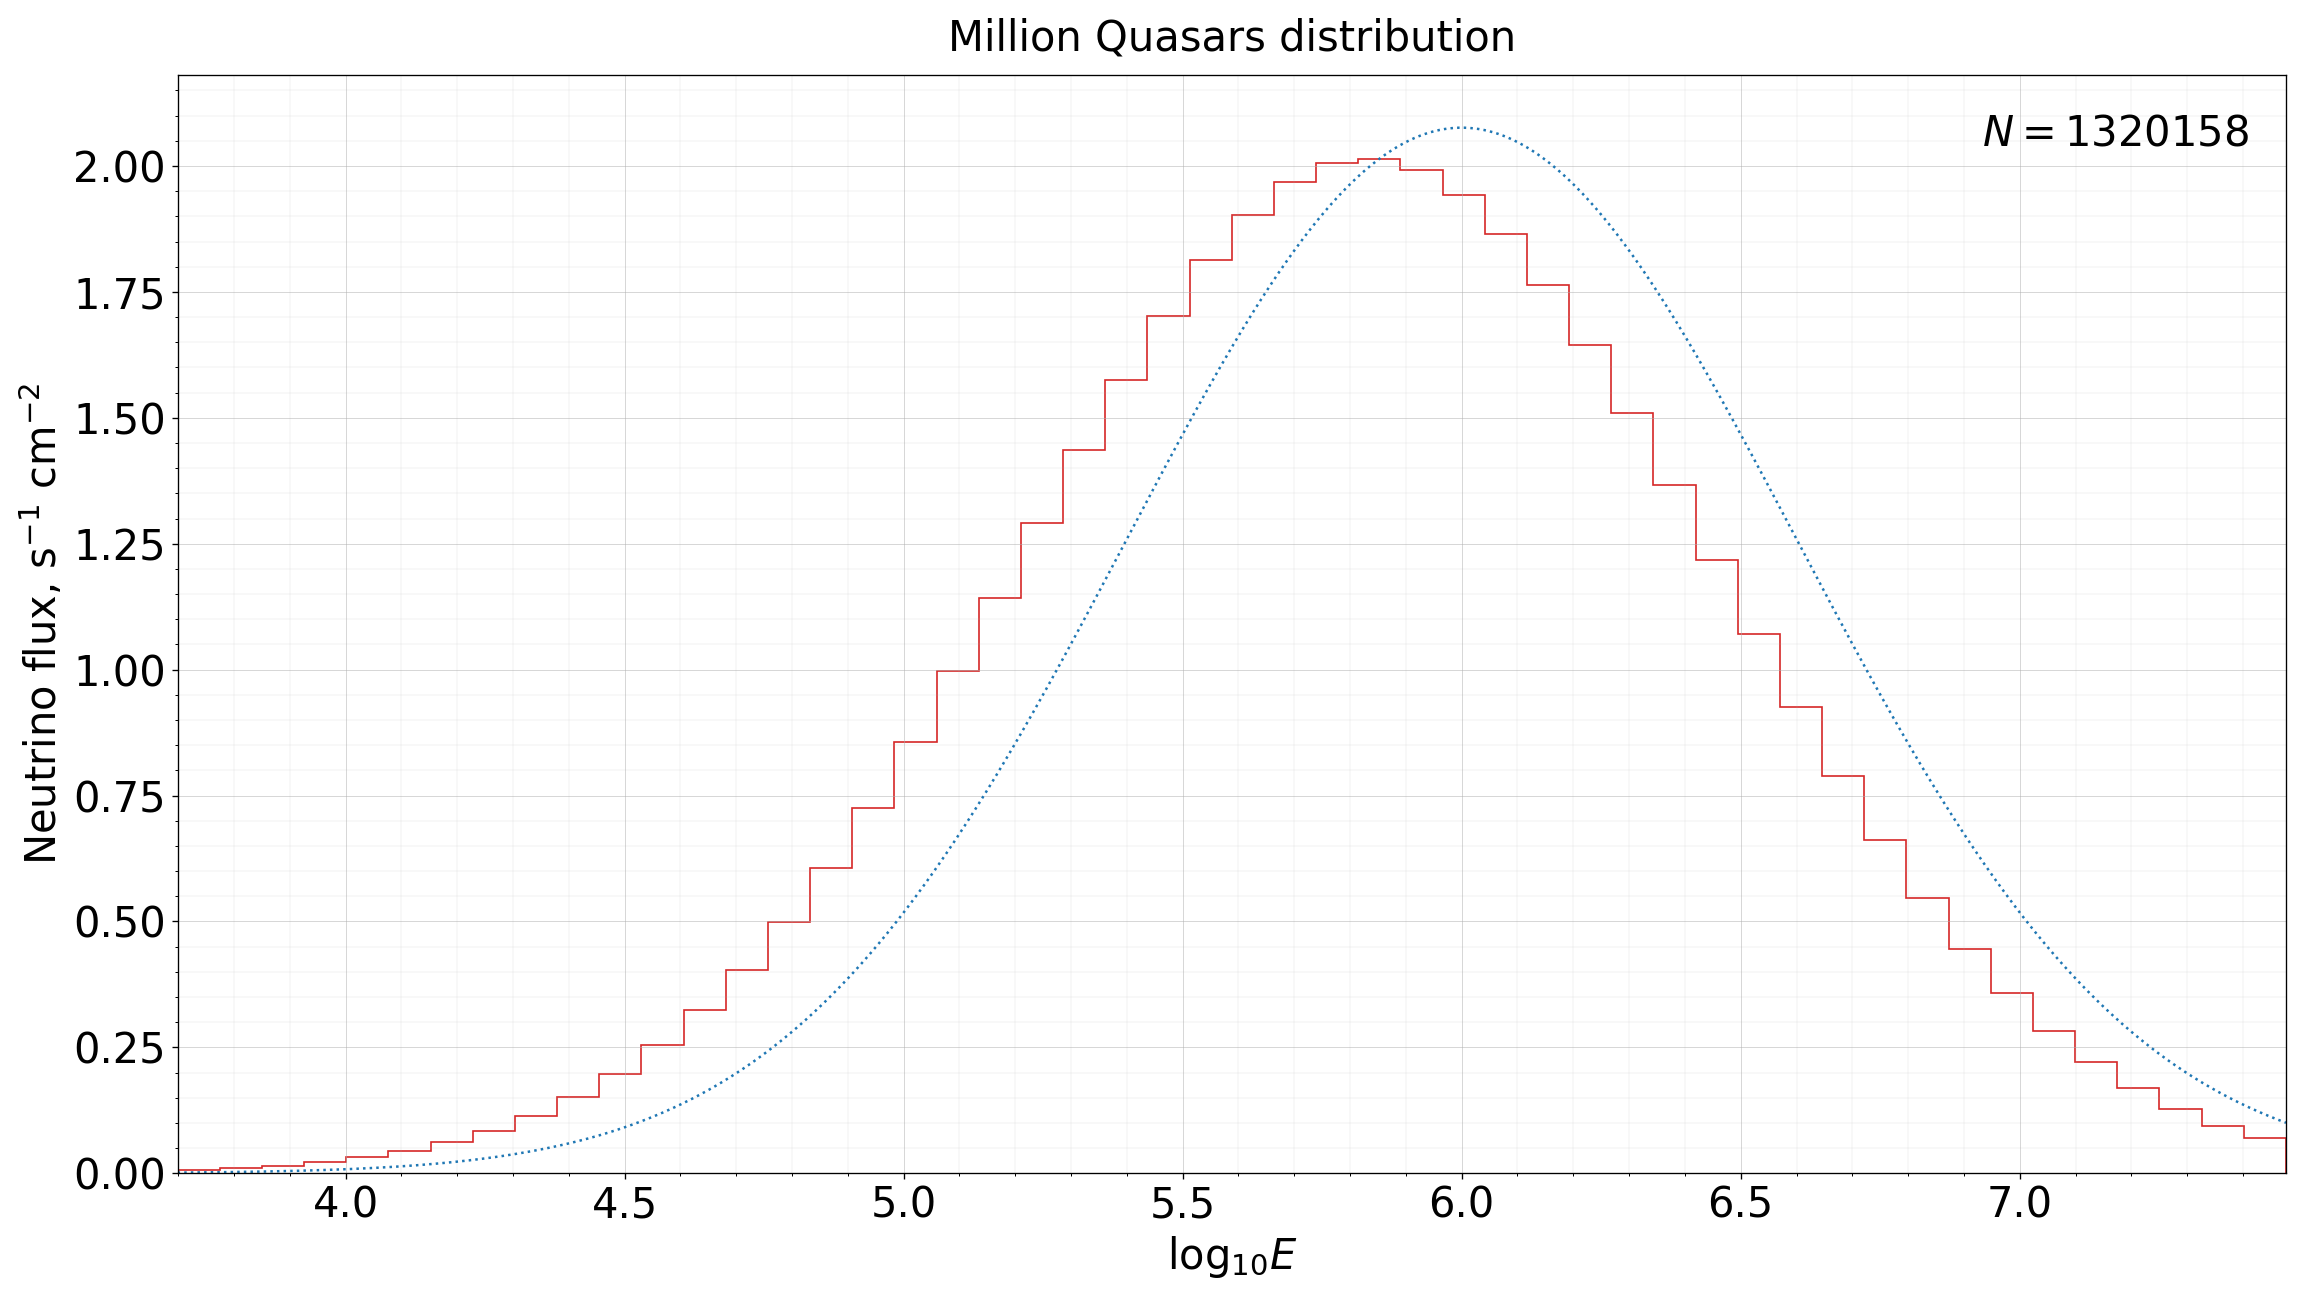 Million Quasars distribution
N = 1320158
Neutrino flux, s⁻¹ cm⁻²
2.00
1.75
1.50
1.25
1.00
0.75
0.50
0.25
0.00
4.0 4.5 5.0 5.5 6.0 6.5 7.0
log₁₀E